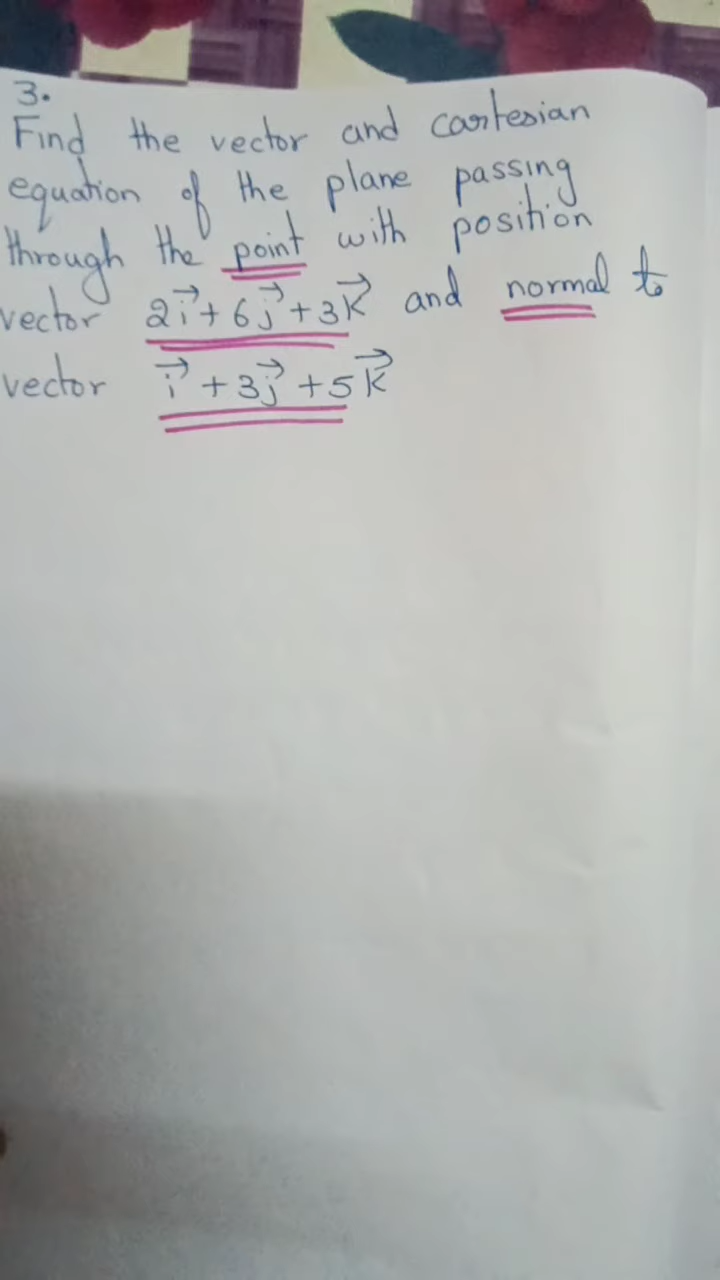 3.
Find the vector and cartesian
equation of the plane passing
through the point with position
vector 2i⃗ + 6j⃗ + 3k⃗ and normal to
vector i⃗ + 3j⃗ + 5k⃗